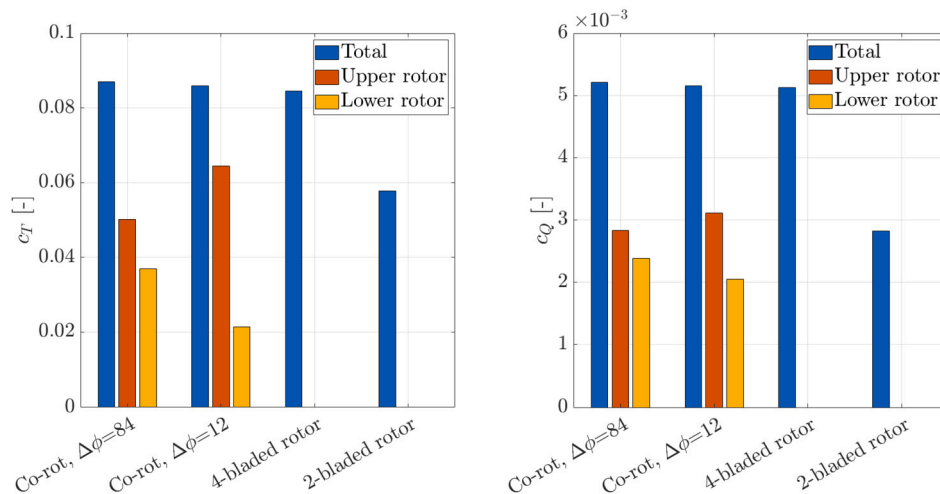 0.1
0.08
0.06
0.04
0.02
0
c_T [-]
Total
Upper rotor
Lower rotor
Co-rot, Δϕ=84
Co-rot, Δϕ=12
4-bladed rotor
2-bladed rotor
×10⁻³
6
5
4
3
2
1
0
c_Q [-]
Total
Upper rotor
Lower rotor
Co-rot, Δϕ=84
Co-rot, Δϕ=12
4-bladed rotor
2-bladed rotor